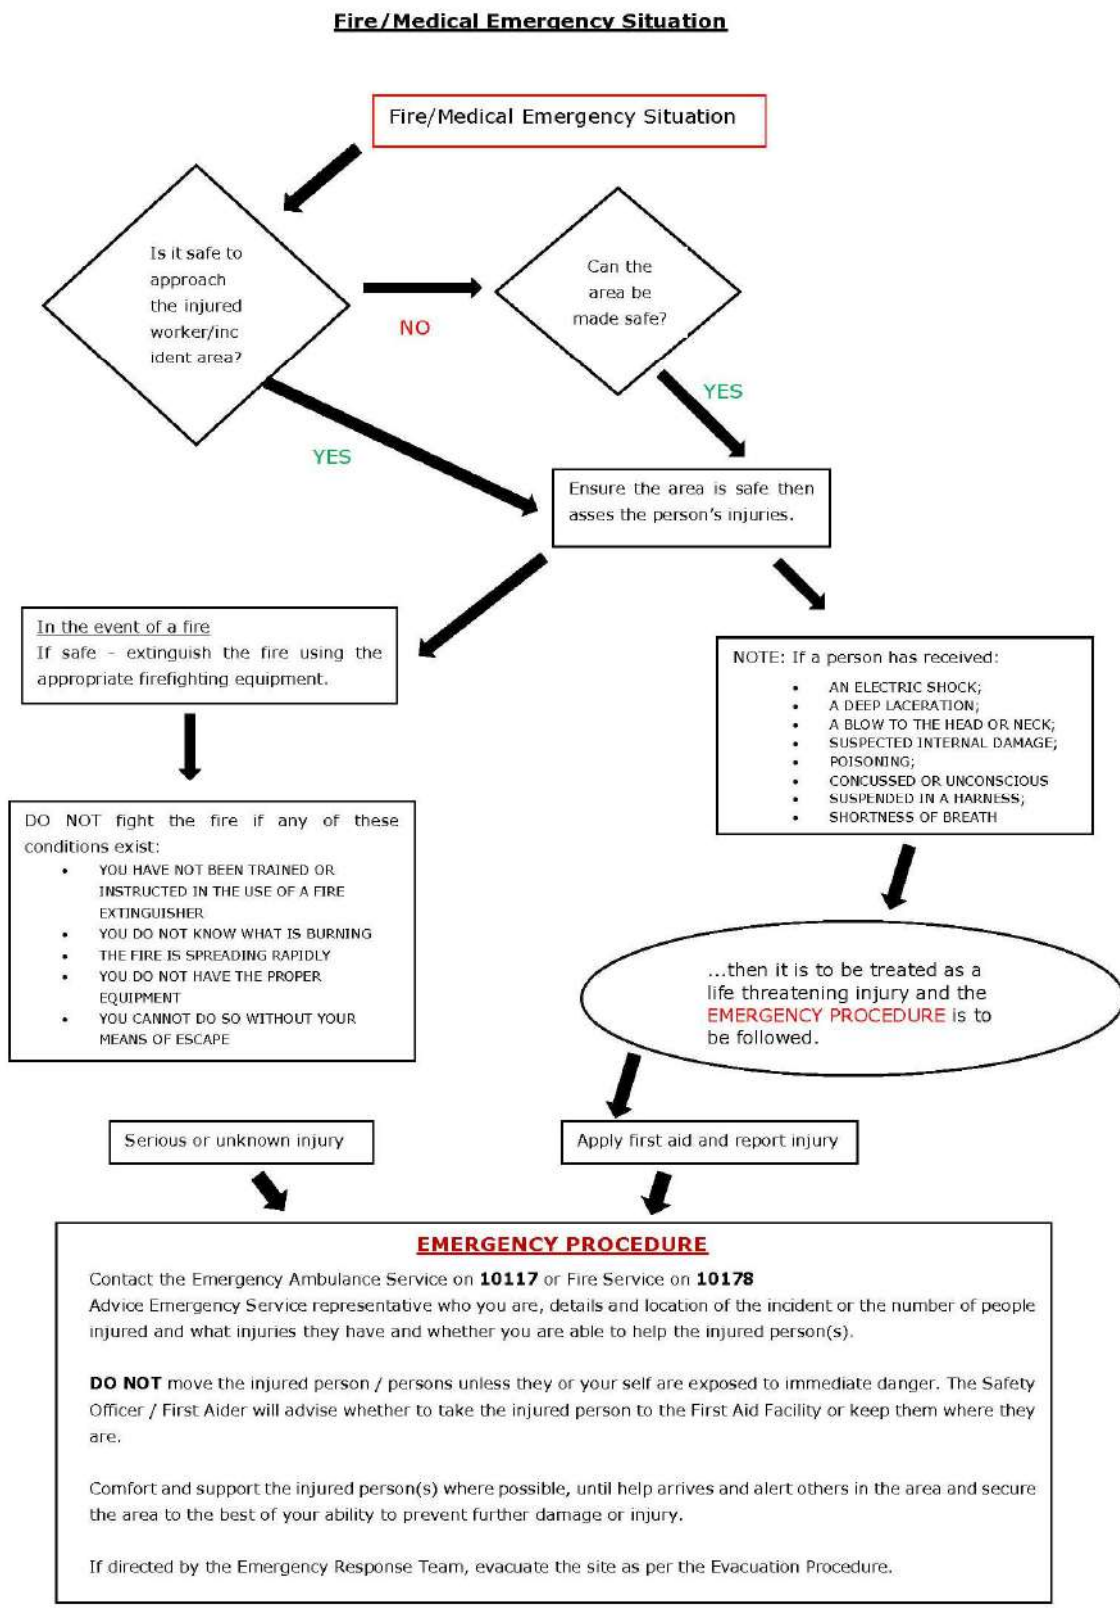 Fire/Medical Emergency Situation
Fire/Medical Emergency Situation
Is it safe to
approach
the injured
worker/inc
ident area?
NO
Can the
area be
made safe?
YES
YES
Ensure the area is safe then
asses the person's injuries.
In the event of a fire
If safe - extinguish the fire using the
appropriate firefighting equipment.
NOTE: If a person has received:
• AN ELECTRIC SHOCK;
• A DEEP LACERATION;
• A BLOW TO THE HEAD OR NECK;
• SUSPECTED INTERNAL DAMAGE;
• POISONING;
• CONCUSSED OR UNCONSCIOUS
• SUSPENDED IN A HARNESS;
• SHORTNESS OF BREATH
DO NOT fight the fire if any of these
conditions exist:
• YOU HAVE NOT BEEN TRAINED OR
INSTRUCTED IN THE USE OF A FIRE
EXTINGUISHER
• YOU DO NOT KNOW WHAT IS BURNING
• THE FIRE IS SPREADING RAPIDLY
• YOU DO NOT HAVE THE PROPER
EQUIPMENT
• YOU CANNOT DO SO WITHOUT YOUR
MEANS OF ESCAPE
...then it is to be treated as a
life threatening injury and the
EMERGENCY PROCEDURE is to
be followed.
Serious or unknown injury
Apply first aid and report injury
EMERGENCY PROCEDURE
Contact the Emergency Ambulance Service on 10117 or Fire Service on 10178
Advice Emergency Service representative who you are, details and location of the incident or the number of people
injured and what injuries they have and whether you are able to help the injured person(s).
DO NOT move the injured person / persons unless they or your self are exposed to immediate danger. The Safety
Officer / First Aider will advise whether to take the injured person to the First Aid Facility or keep them where they
are.
Comfort and support the injured person(s) where possible, until help arrives and alert others in the area and secure
the area to the best of your ability to prevent further damage or injury.
If directed by the Emergency Response Team, evacuate the site as per the Evacuation Procedure.